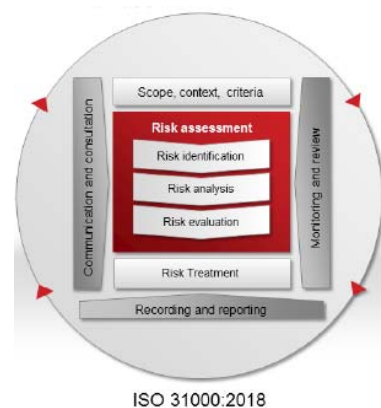 Scope, context, criteria
Risk assessment
Risk identification
Risk analysis
Risk evaluation
Risk Treatment
Communication and consultation
Monitoring and review
Recording and reporting
ISO 31000:2018